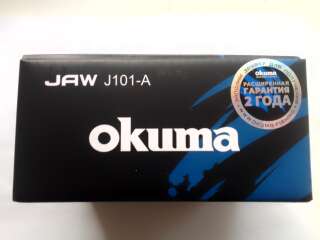 JAW J101-A
okuma
okuma
РАСШИРЕННАЯ
ГАРАНТИЯ
2 ГОДА